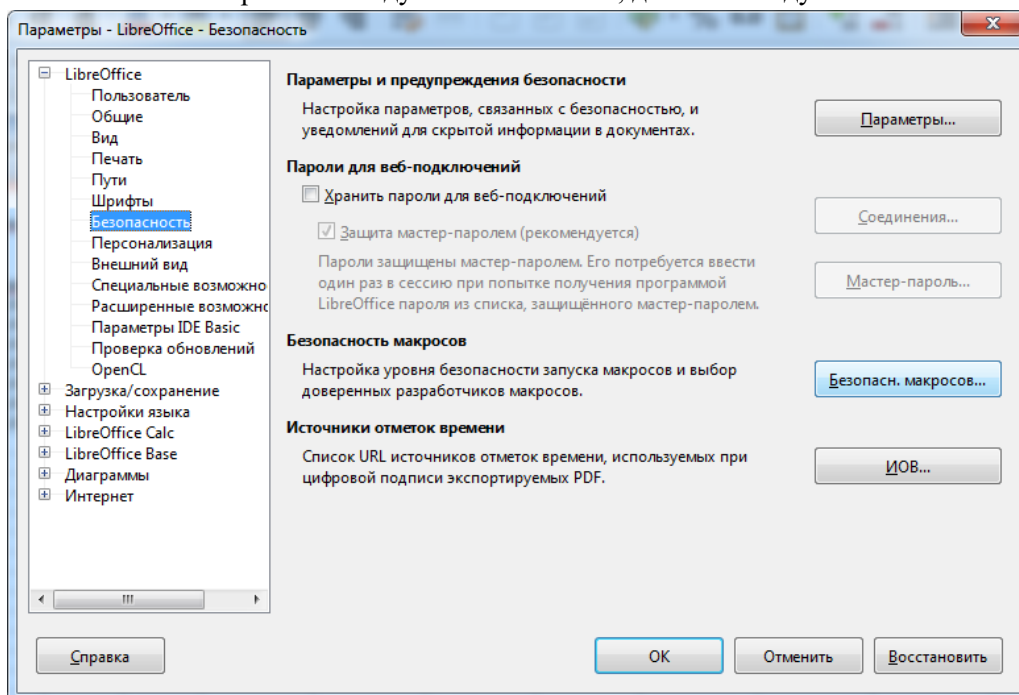 Параметры - LibreOffice - Безопасность
LibreOffice
Пользователь
Общие
Вид
Печать
Пути
Шрифты
Безопасность
Персонализация
Внешний вид
Специальные возможно
Расширенные возможно
Параметры IDE Basic
Проверка обновлений
OpenCL
Загрузка/сохранение
Настройки языка
LibreOffice Calc
LibreOffice Base
Диаграммы
Интернет
Параметры и предупреждения безопасности
Настройка параметров, связанных с безопасностью, и
уведомлений для скрытой информации в документах.
Параметры...
Пароли для веб-подключений
Хранить пароли для веб-подключений
Соединения...
Защита мастер-паролем (рекомендуется)
Пароли защищены мастер-паролем. Его потребуется ввести
один раз в сессию при попытке получения программой
LibreOffice пароля из списка, защищённого мастер-паролем.
Мастер-пароль...
Безопасность макросов
Настройка уровня безопасности запуска макросов и выбор
доверенных разработчиков макросов.
Безопасн. макросов...
Источники отметок времени
Список URL источников отметок времени, используемых при
цифровой подписи экспортируемых PDF.
ИОВ...
Справка
ОК
Отменить
Восстановить